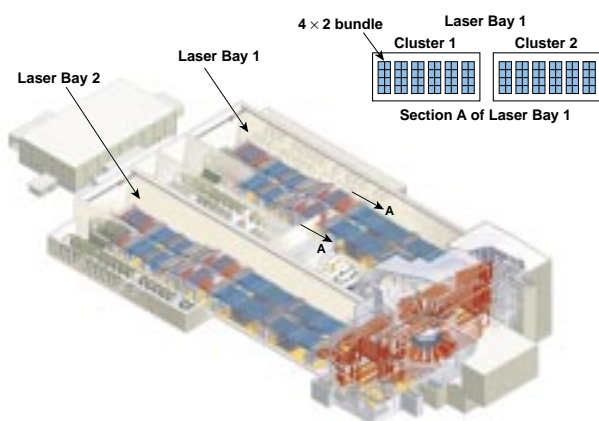 Laser Bay 1
4 × 2 bundle
Cluster 1
Cluster 2
Section A of Laser Bay 1
Laser Bay 1
Laser Bay 2
A
A